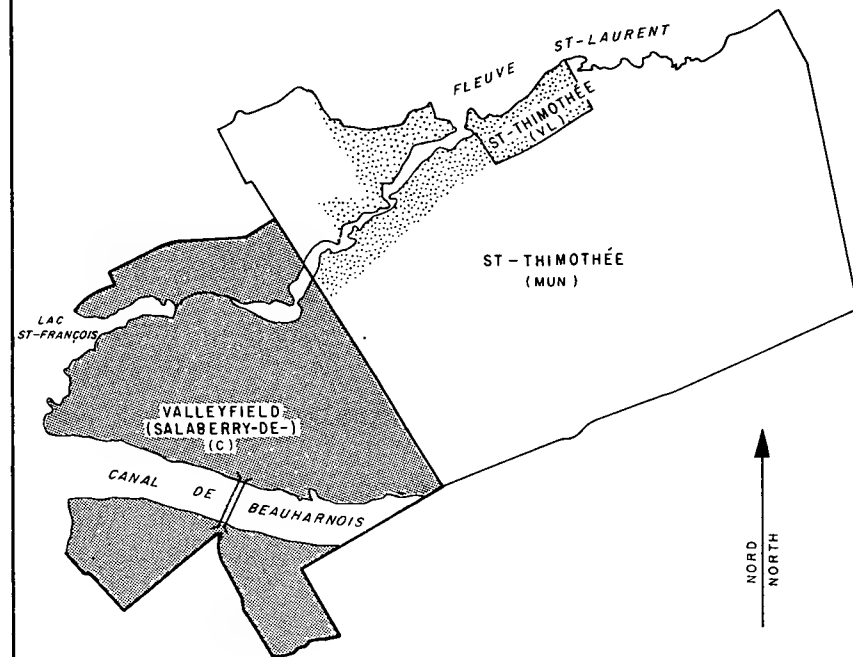 FLEUVE ST-LAURENT
ST-THIMOTHÉE
(VL)
ST-THIMOTHÉE
(MUN)
LAC
ST-FRANÇOIS
VALLEYFIELD
(SALABERRY-DE-)
(C)
CANAL DE BEAUHARNOIS
NORD
NORTH